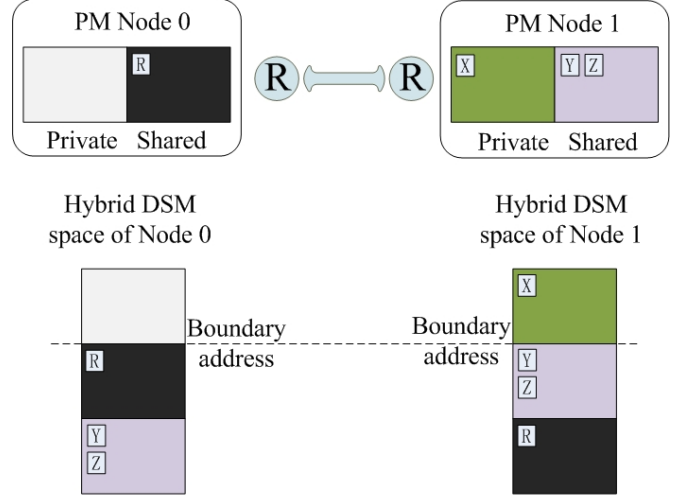 PM Node 0
R
Private Shared
R R
PM Node 1
X Y Z
Private Shared
Hybrid DSM
space of Node 0
Hybrid DSM
space of Node 1
X
Boundary
address
Boundary
address
R
Y
Z
Y
Z
R